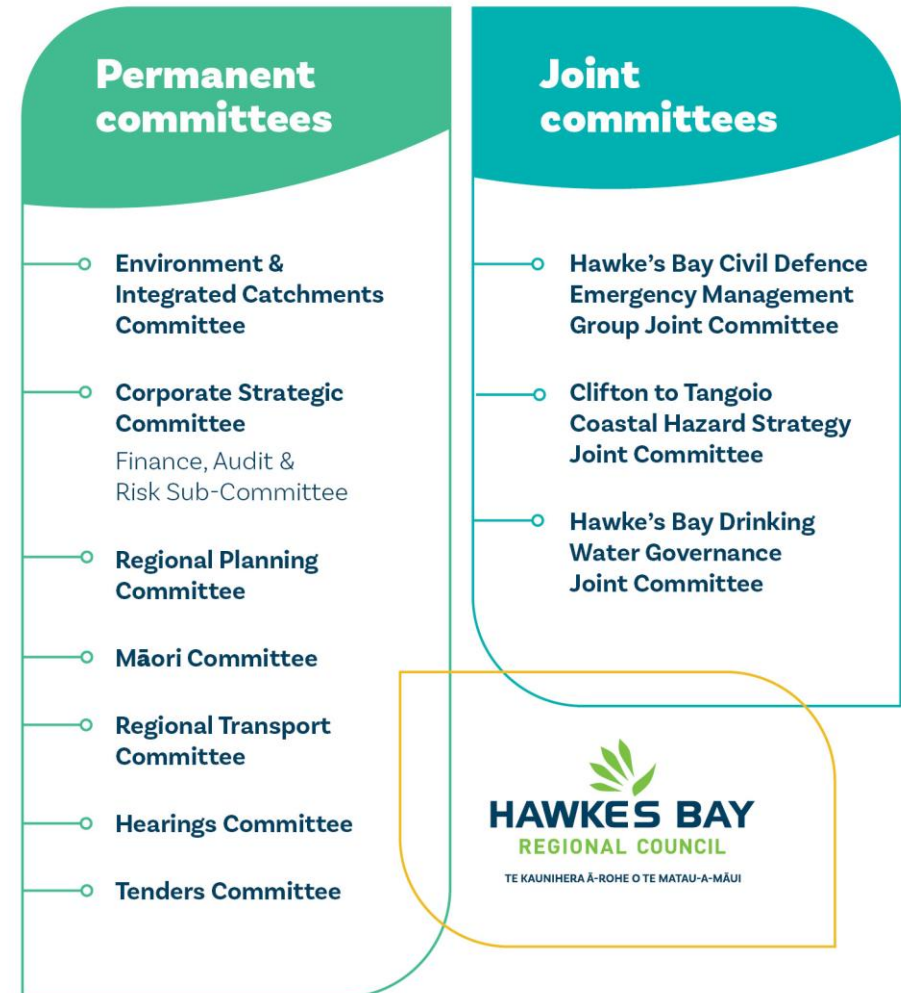 Permanent
committees
Environment &
Integrated Catchments
Committee
Corporate Strategic
Committee
Finance, Audit &
Risk Sub-Committee
Regional Planning
Committee
Māori Committee
Regional Transport
Committee
Hearings Committee
Tenders Committee
Joint
committees
Hawke's Bay Civil Defence
Emergency Management
Group Joint Committee
Clifton to Tangoio
Coastal Hazard Strategy
Joint Committee
Hawke's Bay Drinking
Water Governance
Joint Committee
HAWKES BAY
REGIONAL COUNCIL
TE KAUNIHERA Ā-ROHE O TE MATAU-A-MĀUI